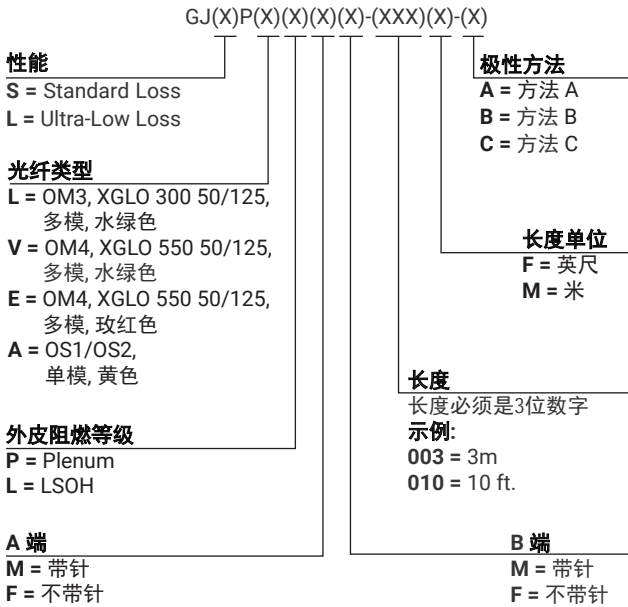 GJ(X)P(X)(X)(X)(X)-(XXX)(X)-(X)
性能
S = Standard Loss
L = Ultra-Low Loss
光纤类型
L = OM3, XGLO 300 50/125,
多模, 水绿色
V = OM4, XGLO 550 50/125,
多模, 水绿色
E = OM4, XGLO 550 50/125,
多模, 玫红色
A = OS1/OS2,
单模, 黄色
外皮阻燃等级
P = Plenum
L = LSOH
A 端
M = 带针
F = 不带针
极性方法
A = 方法 A
B = 方法 B
C = 方法 C
长度单位
F = 英尺
M = 米
长度
长度必须是3位数字
示例:
003 = 3m
010 = 10 ft.
B 端
M = 带针
F = 不带针